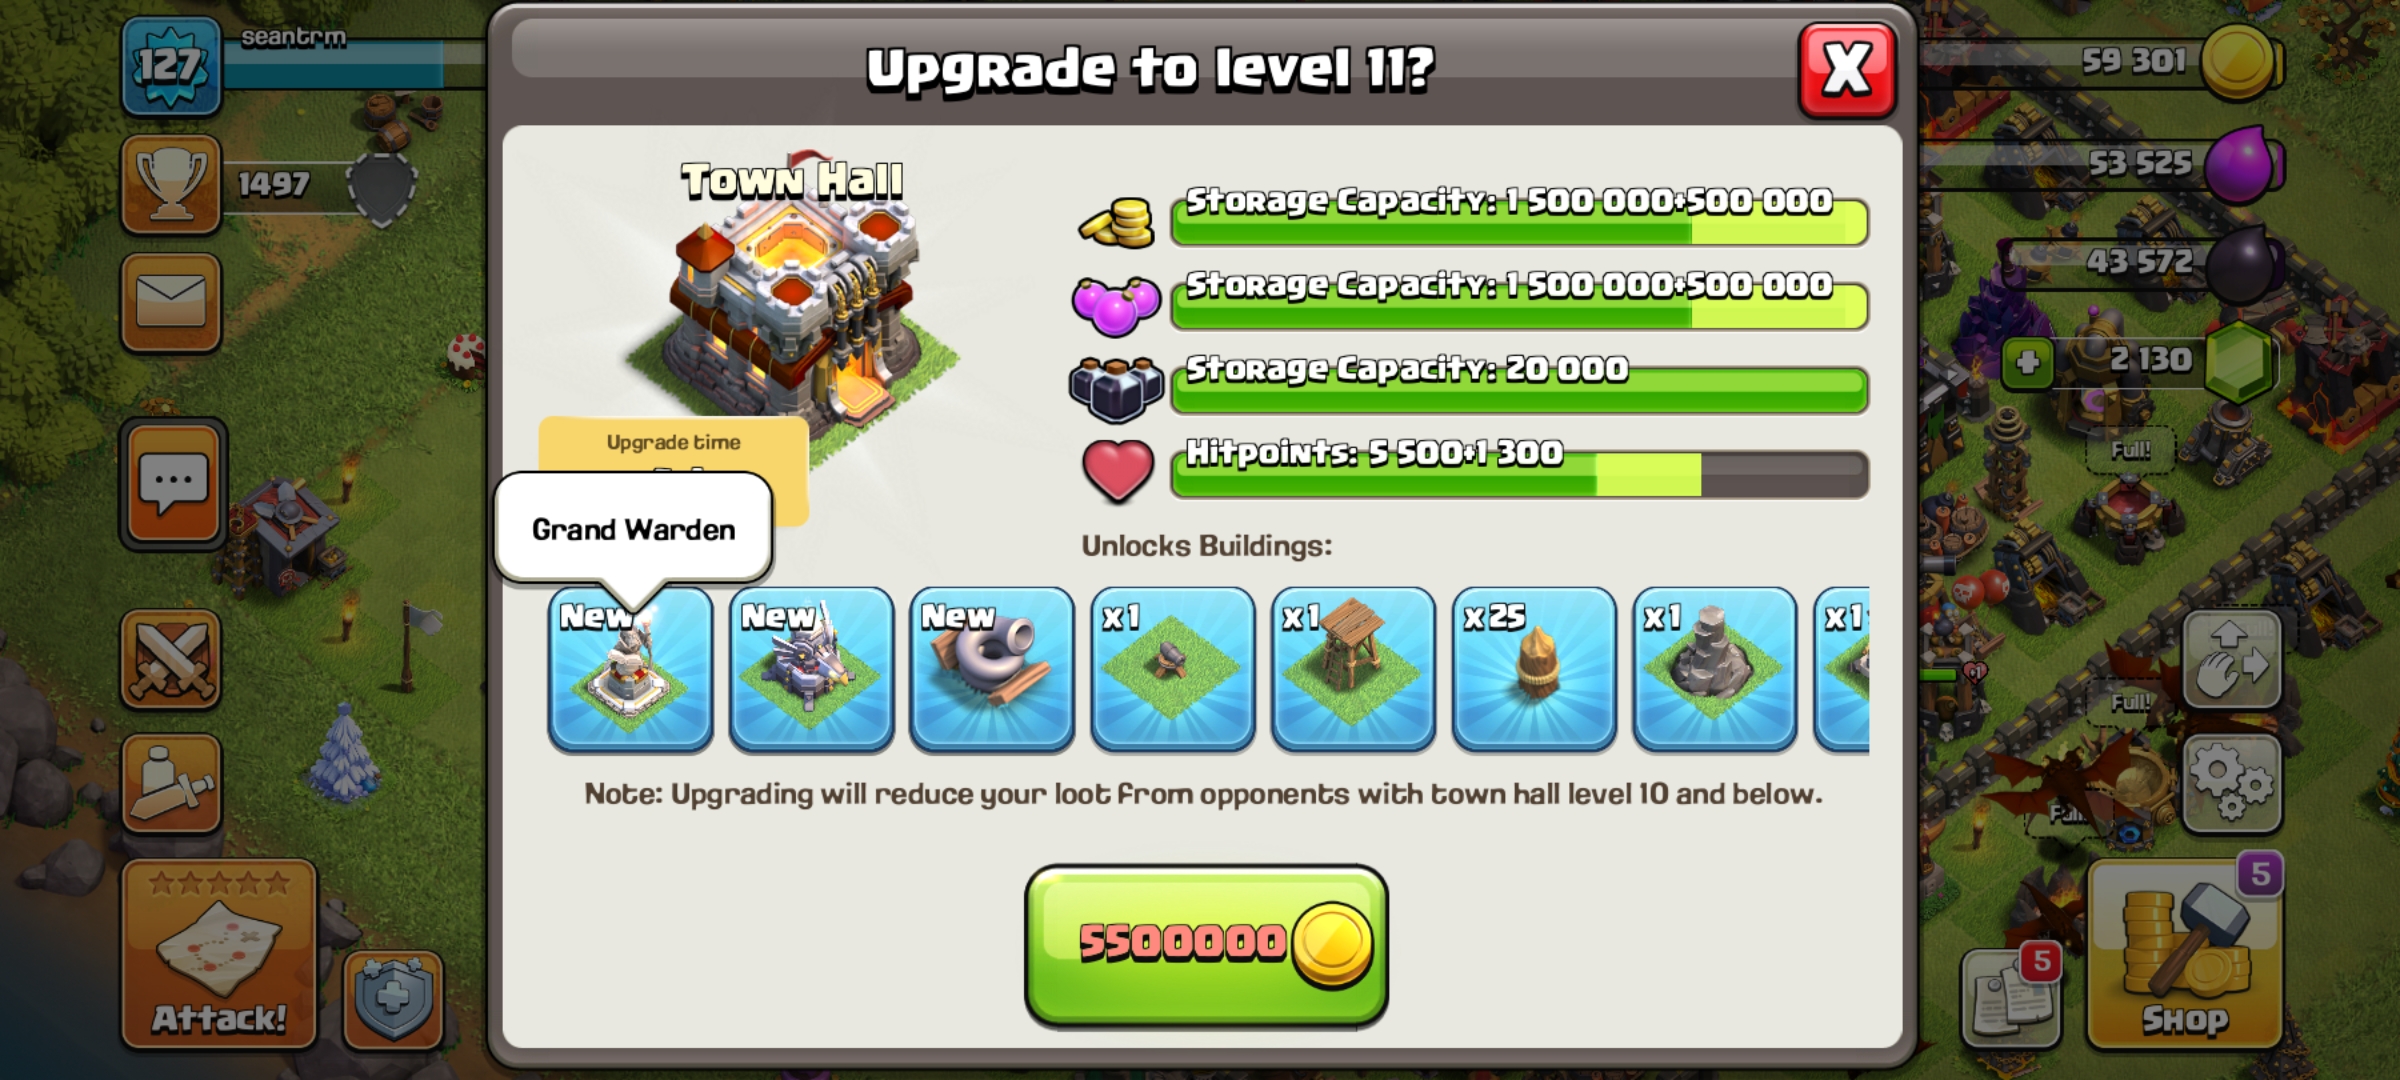 Upgrade to level 11?
X
127
seantrm
1497
59 301
53 525
43 572
2 130
Town Hall
Storage Capacity: 1 500 000+500 000
Storage Capacity: 1 500 000+500 000
Storage Capacity: 20 000
Hitpoints: 5 500+1 300
Upgrade time
Grand Warden
Unlocks Buildings:
New
New
New
x1
x1
x25
x1
x1
Note: Upgrading will reduce your loot from opponents with town hall level 10 and below.
5500000
Attack!
Full!
Full!
+1
5
5
Shop